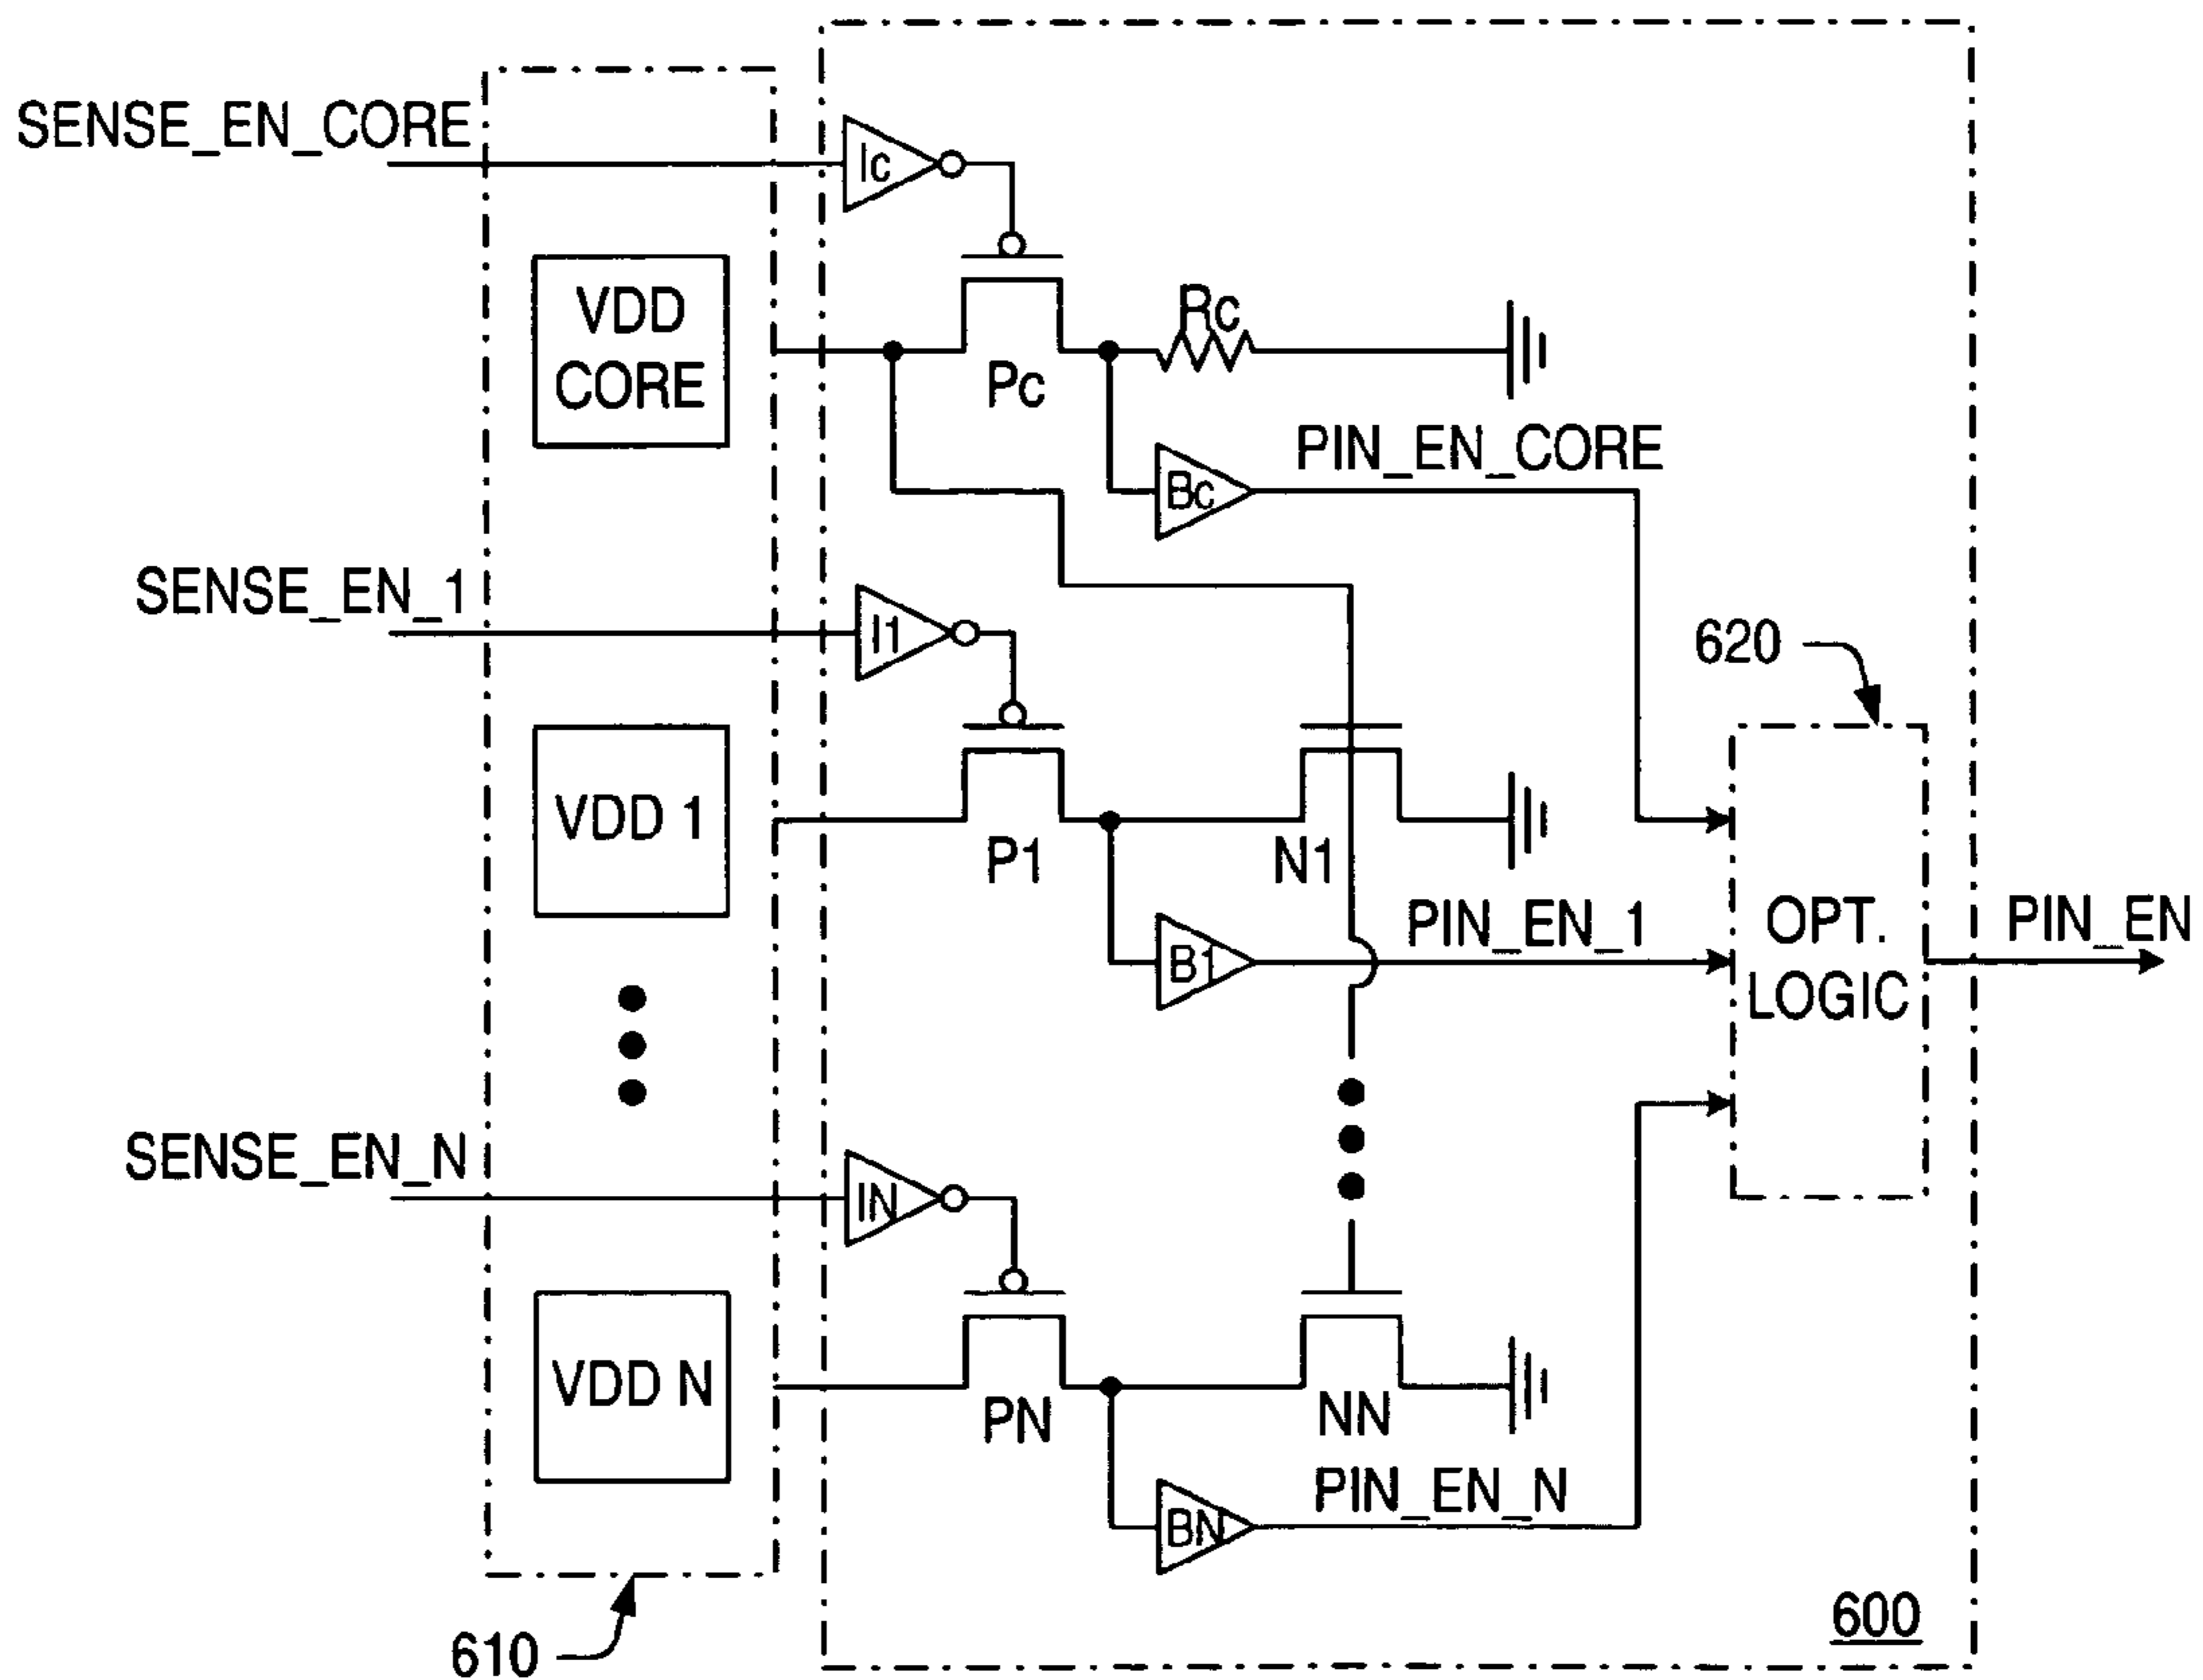 SENSE_EN_CORE
Ic
VDD
CORE
Rc
Pc
PIN_EN_CORE
Bc
SENSE_EN_1
I1
620
VDD 1
P1
N1
PIN_EN_1
B1
OPT.
LOGIC
PIN_EN
SENSE_EN_N
IN
VDD N
PN
NN
PIN_EN_N
BN
600
610